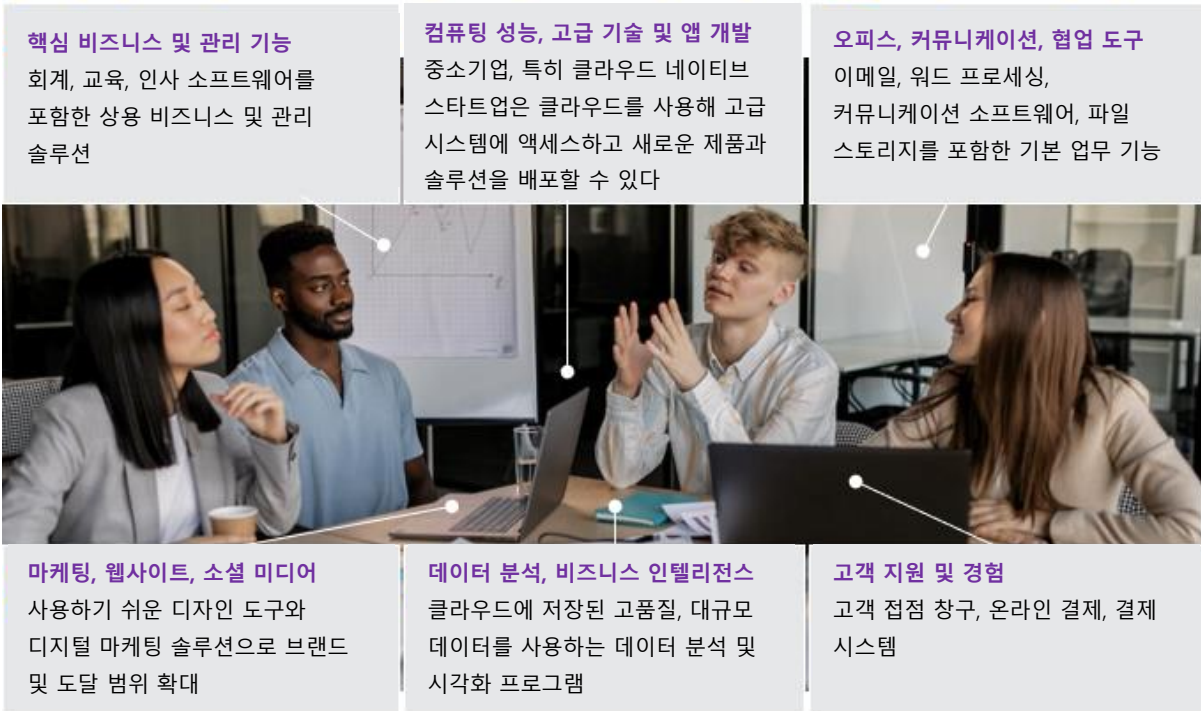 핵심 비즈니스 및 관리 기능
회계, 교육, 인사 소프트웨어를
포함한 상용 비즈니스 및 관리
솔루션
컴퓨팅 성능, 고급 기술 및 앱 개발
중소기업, 특히 클라우드 네이티브
스타트업은 클라우드를 사용해 고급
시스템에 액세스하고 새로운 제품과
솔루션을 배포할 수 있다
오피스, 커뮤니케이션, 협업 도구
이메일, 워드 프로세싱,
커뮤니케이션 소프트웨어, 파일
스토리지를 포함한 기본 업무 기능
마케팅, 웹사이트, 소셜 미디어
사용하기 쉬운 디자인 도구와
디지털 마케팅 솔루션으로 브랜드
및 도달 범위 확대
데이터 분석, 비즈니스 인텔리전스
클라우드에 저장된 고품질, 대규모
데이터를 사용하는 데이터 분석 및
시각화 프로그램
고객 지원 및 경험
고객 접점 창구, 온라인 결제, 결제
시스템